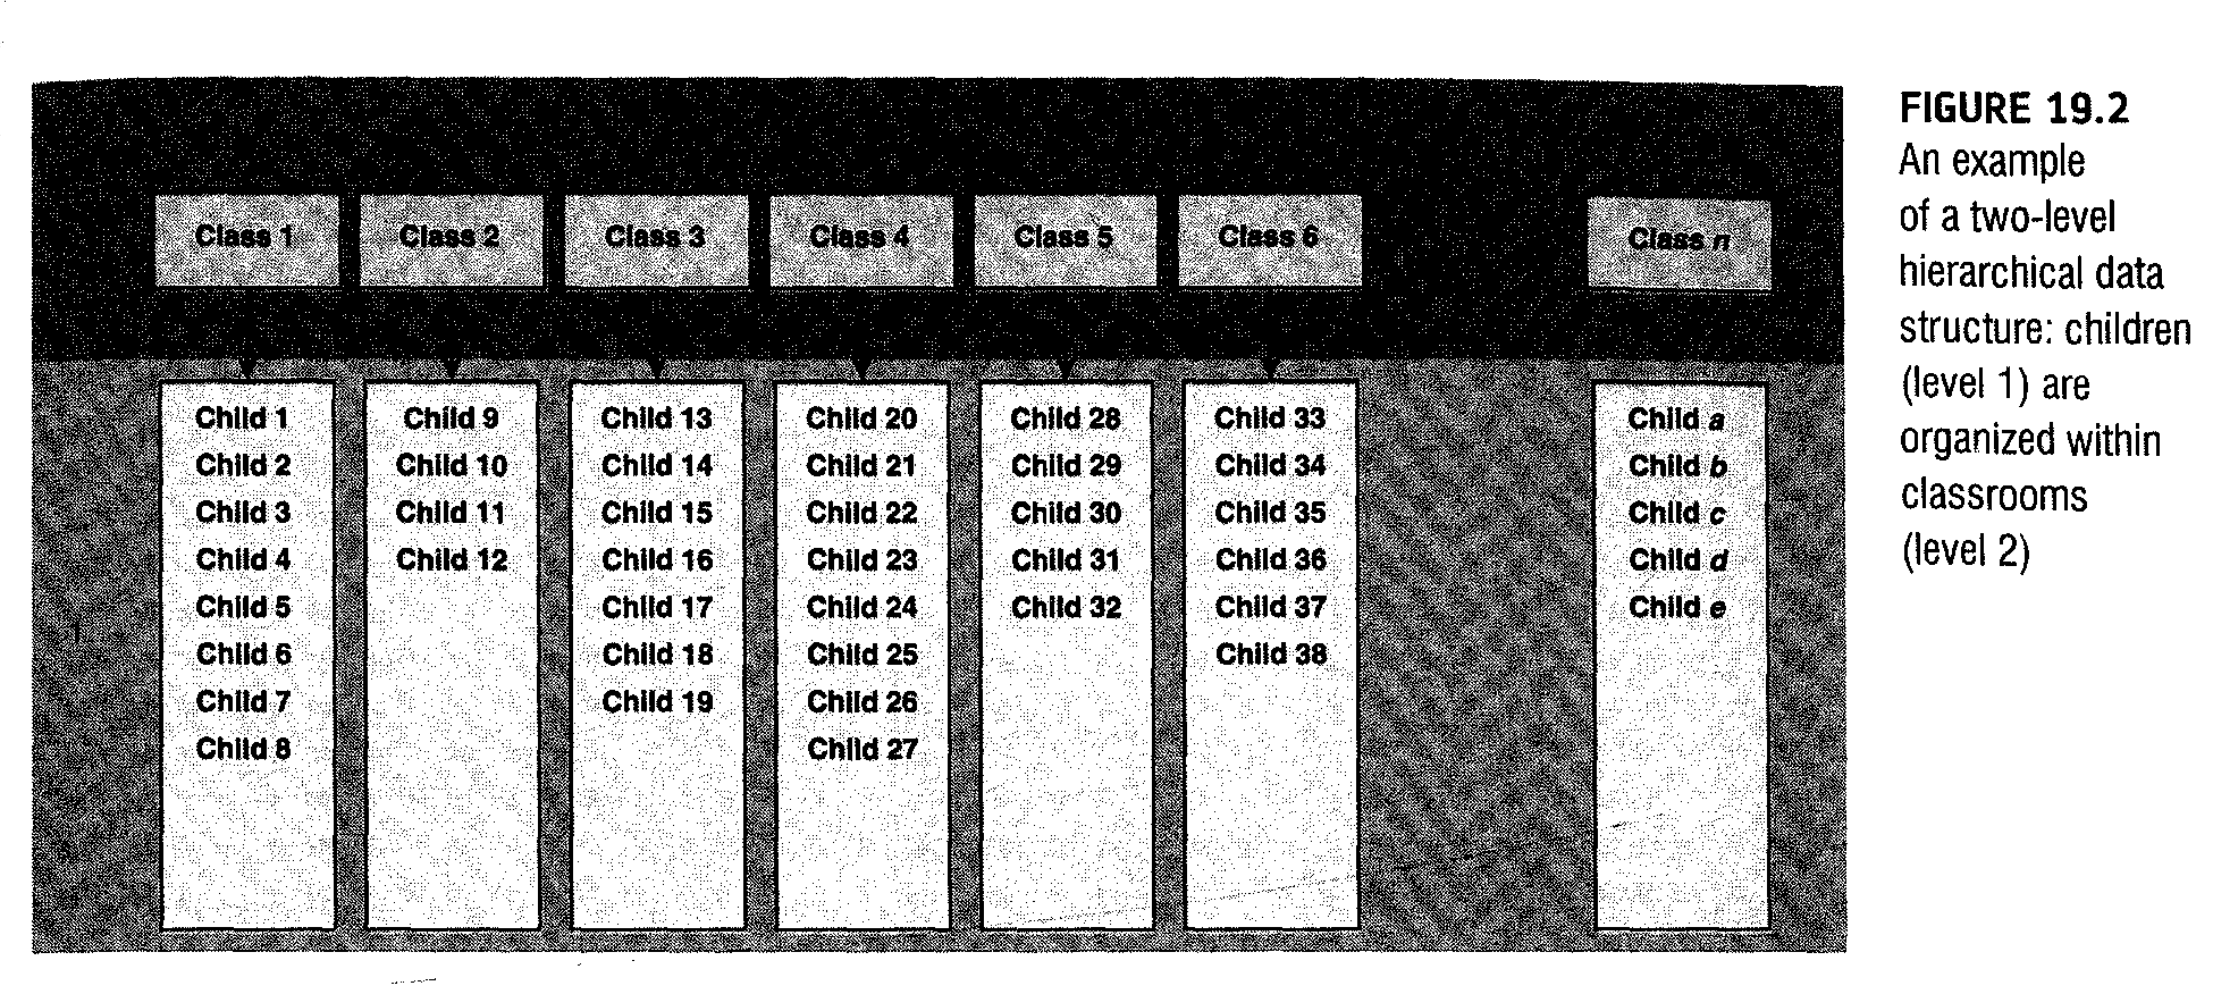 FIGURE 19.2
An example
of a two-level
hierarchical data
structure: children
(level 1) are
organized within
classrooms
(level 2)
Class 1
Class 2
Class 3
Class 4
Class 5
Class 6
Class n
Child 1
Child 2
Child 3
Child 4
Child 5
Child 6
Child 7
Child 8
Child 9
Child 10
Child 11
Child 12
Child 13
Child 14
Child 15
Child 16
Child 17
Child 18
Child 19
Child 20
Child 21
Child 22
Child 23
Child 24
Child 25
Child 26
Child 27
Child 28
Child 29
Child 30
Child 31
Child 32
Child 33
Child 34
Child 35
Child 36
Child 37
Child 38
Child a
Child b
Child c
Child d
Child e
1